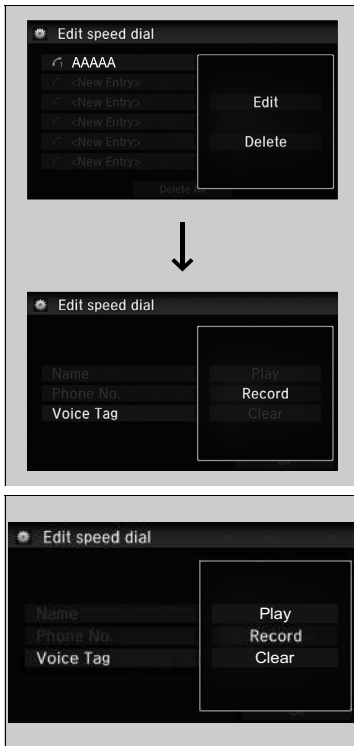 Edit speed dial
AAAAA
<New Entry>
Edit
<New Entry>
<New Entry>
Delete
<New Entry>
<New Entry>
Delete All
Edit speed dial
Name
Play
Phone No.
Record
Voice Tag
Clear
OK
Edit speed dial
Name
Play
Phone No.
Record
Voice Tag
Clear
OK